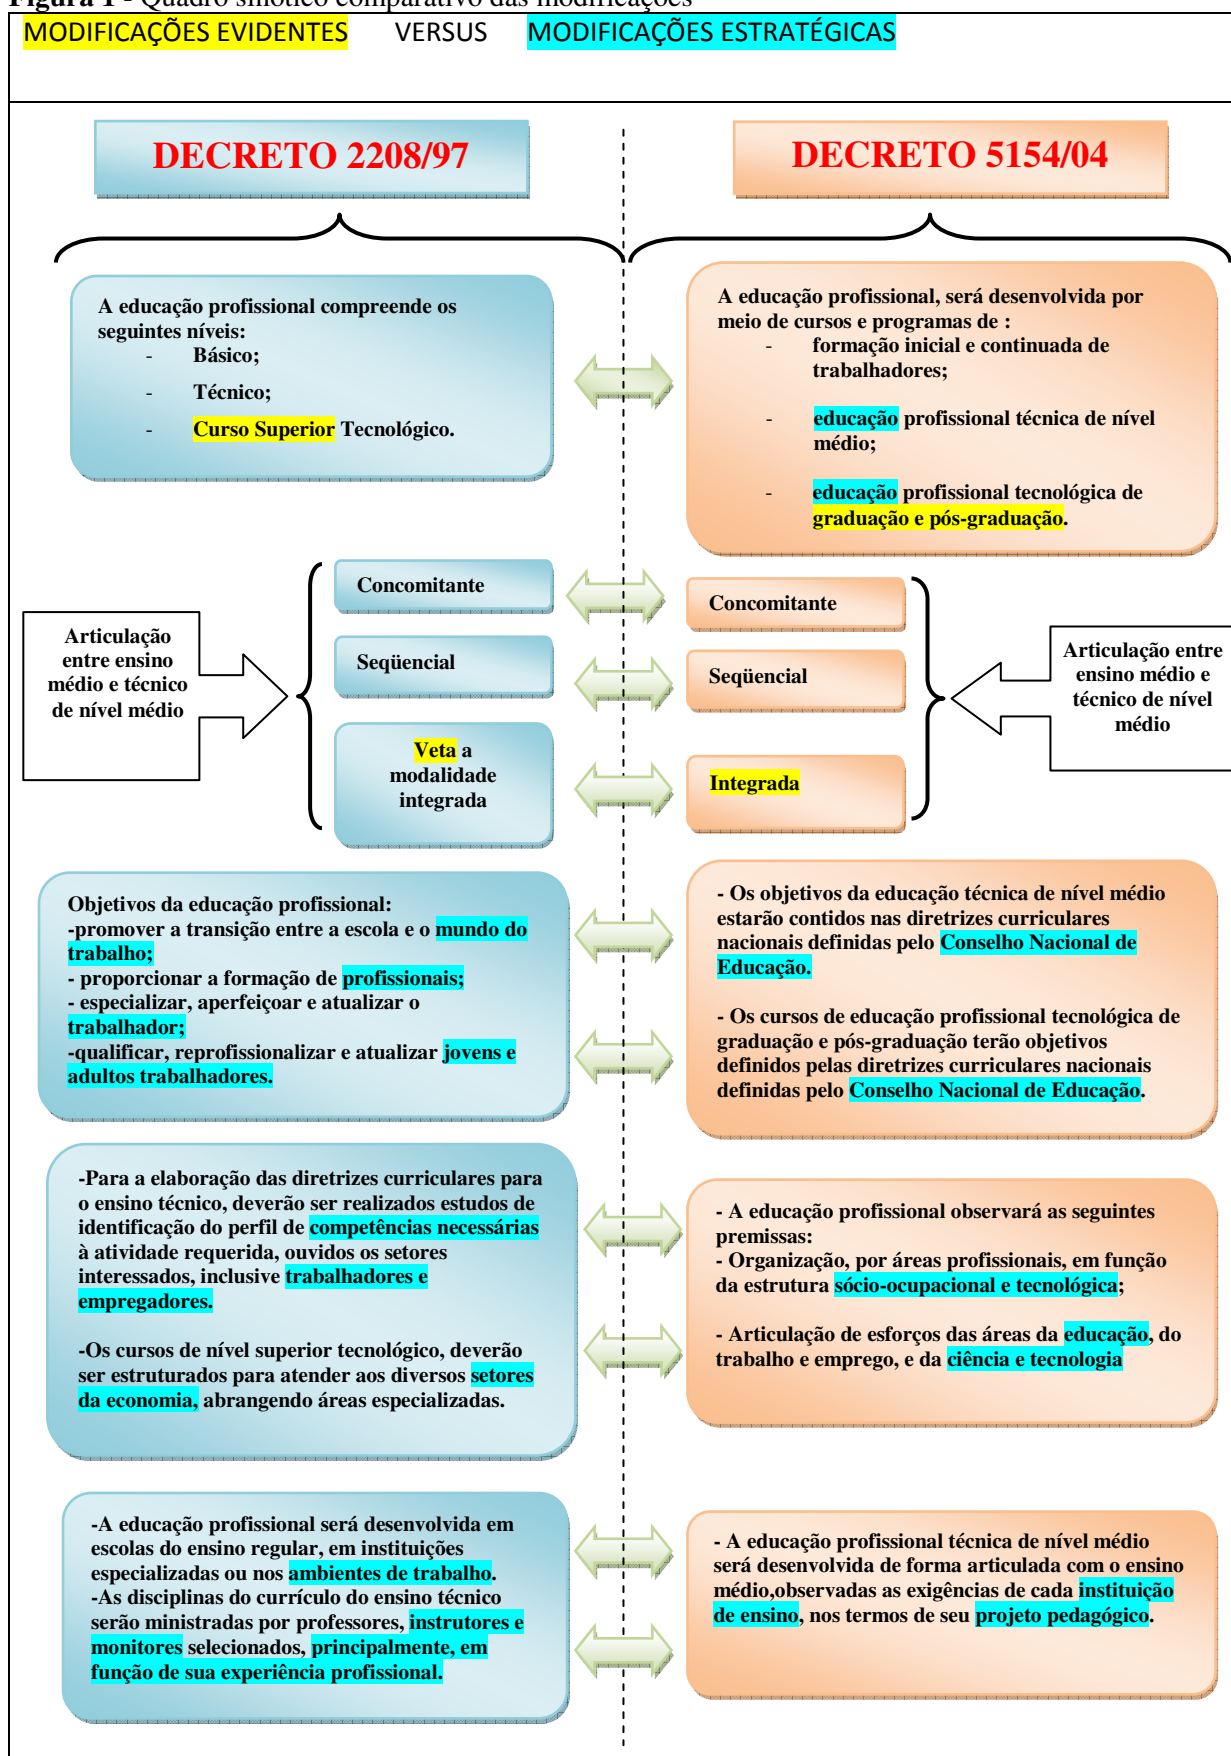 Figura 1 - Quadro sinótico comparativo das modificações
MODIFICAÇÕES EVIDENTES VERSUS MODIFICAÇÕES ESTRATÉGICAS
DECRETO 2208/97
DECRETO 5154/04
A educação profissional compreende os
seguintes níveis:
- Básico;
- Técnico;
- Curso Superior Tecnológico.
A educação profissional, será desenvolvida por
meio de cursos e programas de :
- formação inicial e continuada de
trabalhadores;
- educação profissional técnica de nível
médio;
- educação profissional tecnológica de
graduação e pós-graduação.
Articulação
entre ensino
médio e técnico
de nível médio
Concomitante
Seqüencial
Veta a
modalidade
integrada
Concomitante
Seqüencial
Integrada
Articulação entre
ensino médio e
técnico de nível
médio
Objetivos da educação profissional:
-promover a transição entre a escola e o mundo do
trabalho;
- proporcionar a formação de profissionais;
- especializar, aperfeiçoar e atualizar o
trabalhador;
-qualificar, reprofissionalizar e atualizar jovens e
adultos trabalhadores.
- Os objetivos da educação técnica de nível médio
estarão contidos nas diretrizes curriculares
nacionais definidas pelo Conselho Nacional de
Educação.
- Os cursos de educação profissional tecnológica de
graduação e pós-graduação terão objetivos
definidos pelas diretrizes curriculares nacionais
definidas pelo Conselho Nacional de Educação.
-Para a elaboração das diretrizes curriculares para
o ensino técnico, deverão ser realizados estudos de
identificação do perfil de competências necessárias
à atividade requerida, ouvidos os setores
interessados, inclusive trabalhadores e
empregadores.
-Os cursos de nível superior tecnológico, deverão
ser estruturados para atender aos diversos setores
da economia, abrangendo áreas especializadas.
- A educação profissional observará as seguintes
premissas:
- Organização, por áreas profissionais, em função
da estrutura sócio-ocupacional e tecnológica;
- Articulação de esforços das áreas da educação, do
trabalho e emprego, e da ciência e tecnologia
-A educação profissional será desenvolvida em
escolas do ensino regular, em instituições
especializadas ou nos ambientes de trabalho.
-As disciplinas do currículo do ensino técnico
serão ministradas por professores, instrutores e
monitores selecionados, principalmente, em
função de sua experiência profissional.
- A educação profissional técnica de nível médio
será desenvolvida de forma articulada com o ensino
médio,observadas as exigências de cada instituição
de ensino, nos termos de seu projeto pedagógico.